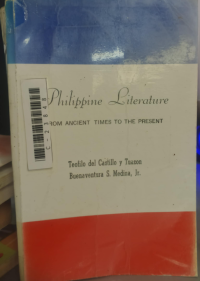 Philippine Literature
FROM ANCIENT TIMES TO THE PRESENT
Teofilo del Castillo y Tuazon
Buenaventura S. Medina, Jr.